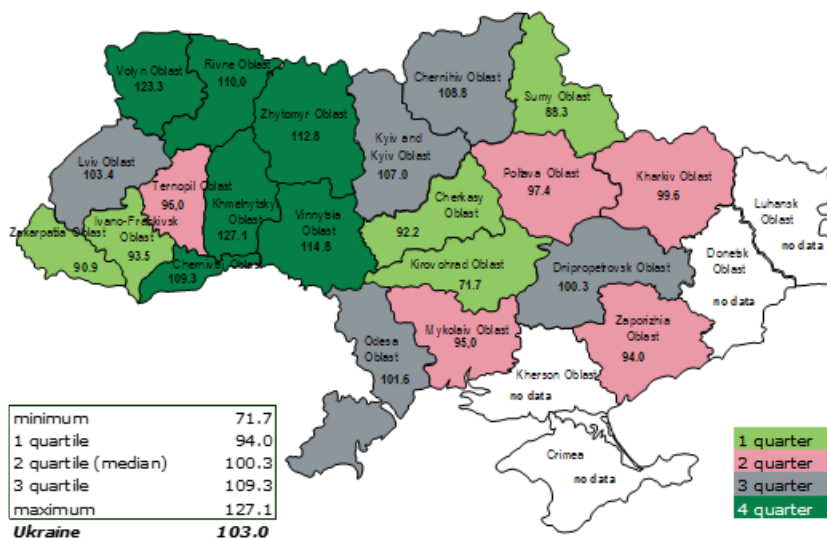 Volyn Oblast
123.3
Rivne Oblast
110,0
Zhytomyr Oblast
112.8
Chernihiv Oblast
108.8
Sumy Oblast
88.3
Kyiv and
Kyiv Oblast
107.0
Lviv Oblast
103.4
Ternopil Oblast
96,0
Khmelnytsky
Oblast
127.1
Vinnytsia
Oblast
114.8
Cherkasy
Oblast
92.2
Poltava Oblast
97.4
Kharkiv Oblast
99.6
Luhansk
Oblast
no data
Zakarpattia Oblast
90.9
Ivano-Frankivsk
Oblast
93.5
Oblast
109.3
Kirovohrad Oblast
71.7
Dnipropetrovsk Oblast
100.3
Donetsk
Oblast
no data
Odesa
Oblast
101.6
Mykolaiv Oblast
95,0
Zaporizhia
Oblast
94.0
Kherson Oblast
no data
Crimea
no data
minimum 71.7
1 quartile 94.0
2 quartile (median) 100.3
3 quartile 109.3
maximum 127.1
Ukraine 103.0
1 quarter
2 quarter
3 quarter
4 quarter